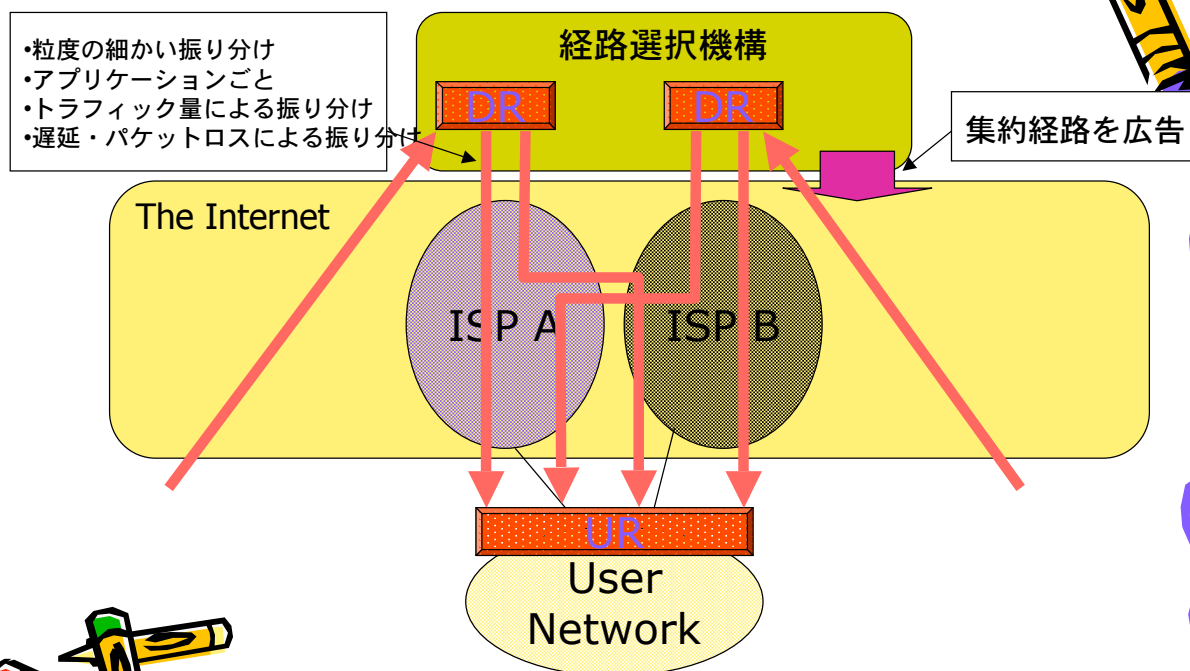 •粒度の細かい振り分け
•アプリケーションごと
•トラフィック量による振り分け
•遅延・パケットロスによる振り分け
経路選択機構
DR
DR
集約経路を広告
The Internet
ISP A
ISP B
UR
User
Network